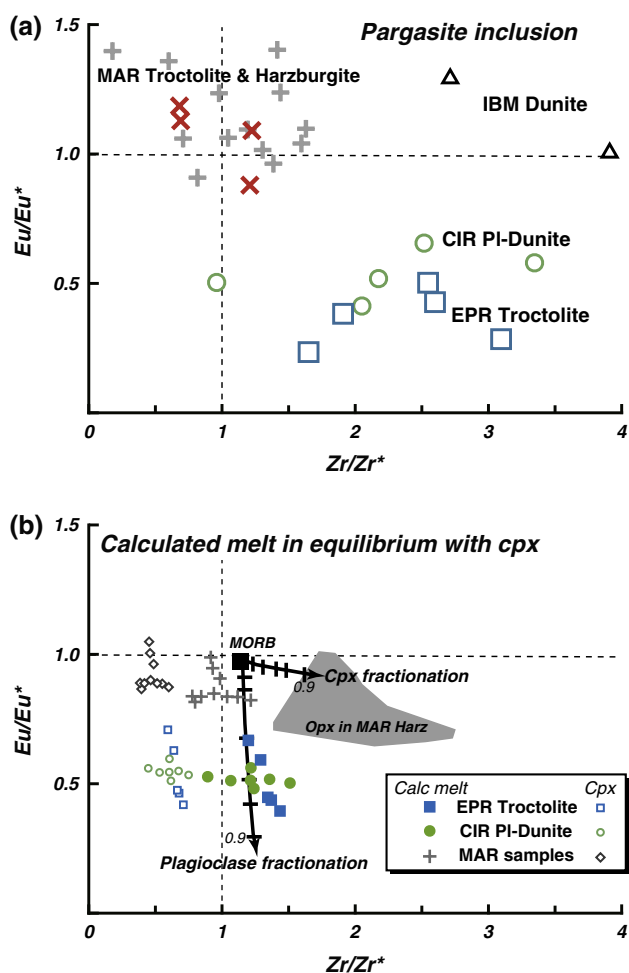 (a)
Pargasite inclusion
MAR Troctolite & Harzburgite
IBM Dunite
CIR Pl-Dunite
EPR Troctolite
1.5
1.0
0.5
Eu/Eu*
0 1 2 3 4
Zr/Zr*
(b)
Calculated melt in equilibrium with cpx
MORB
0.9
Cpx fractionation
Opx in MAR Harz
0.9
Plagioclase fractionation
Calc melt Cpx
EPR Troctolite
CIR Pl-Dunite
MAR samples
1.5
1.0
0.5
Eu/Eu*
0 1 2 3 4
Zr/Zr*